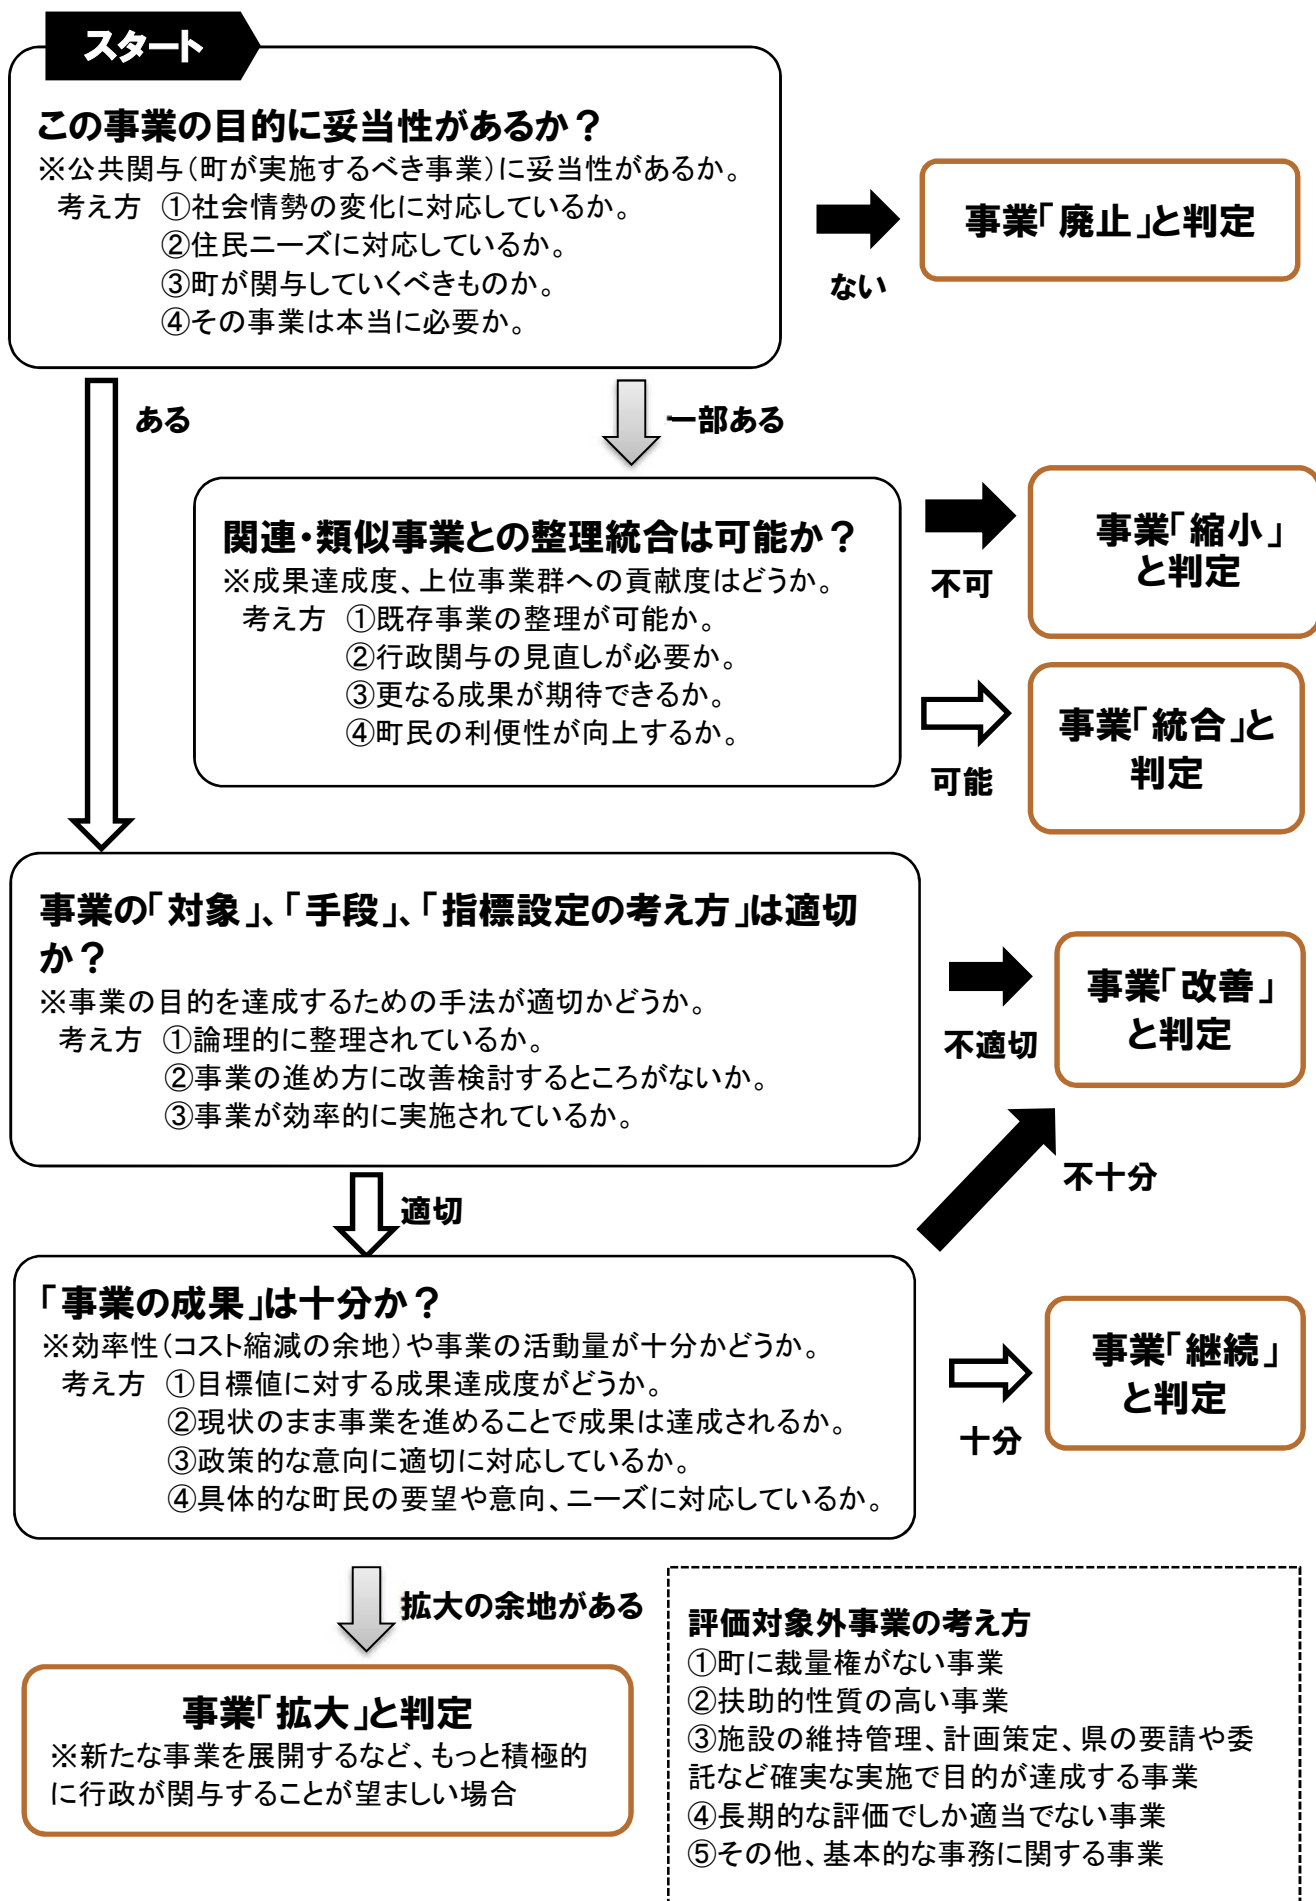 スタート
この事業の目的に妥当性があるか？
※公共関与（町が実施するべき事業）に妥当性があるか。
考え方　①社会情勢の変化に対応しているか。
②住民ニーズに対応しているか。
③町が関与していくべきものか。
④その事業は本当に必要か。
ない
事業「廃止」と判定
ある
一部ある
関連・類似事業との整理統合は可能か？
※成果達成度、上位事業群への貢献度はどうか。
考え方　①既存事業の整理が可能か。
②行政関与の見直しが必要か。
③更なる成果が期待できるか。
④町民の利便性が向上するか。
不可
事業「縮小」
と判定
可能
事業「統合」と
判定
事業の「対象」、「手段」、「指標設定の考え方」は適切
か？
※事業の目的を達成するための手法が適切かどうか。
考え方　①論理的に整理されているか。
②事業の進め方に改善検討するところがないか。
③事業が効率的に実施されているか。
不適切
事業「改善」
と判定
適切
不十分
「事業の成果」は十分か？
※効率性（コスト縮減の余地）や事業の活動量が十分かどうか。
考え方　①目標値に対する成果達成度がどうか。
②現状のまま事業を進めることで成果は達成されるか。
③政策的な意向に適切に対応しているか。
④具体的な町民の要望や意向、ニーズに対応しているか。
十分
事業「継続」
と判定
拡大の余地がある
事業「拡大」と判定
※新たな事業を展開するなど、もっと積極的
に行政が関与することが望ましい場合
評価対象外事業の考え方
①町に裁量権がない事業
②扶助的性質の高い事業
③施設の維持管理、計画策定、県の要請や委
託など確実な実施で目的が達成する事業
④長期的な評価でしか適当でない事業
⑤その他、基本的な事務に関する事業